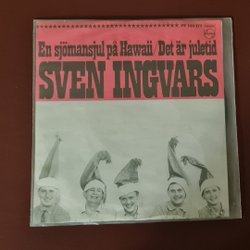 En sjömansjul på Hawaii / Det är juletid
SVEN INGVARS